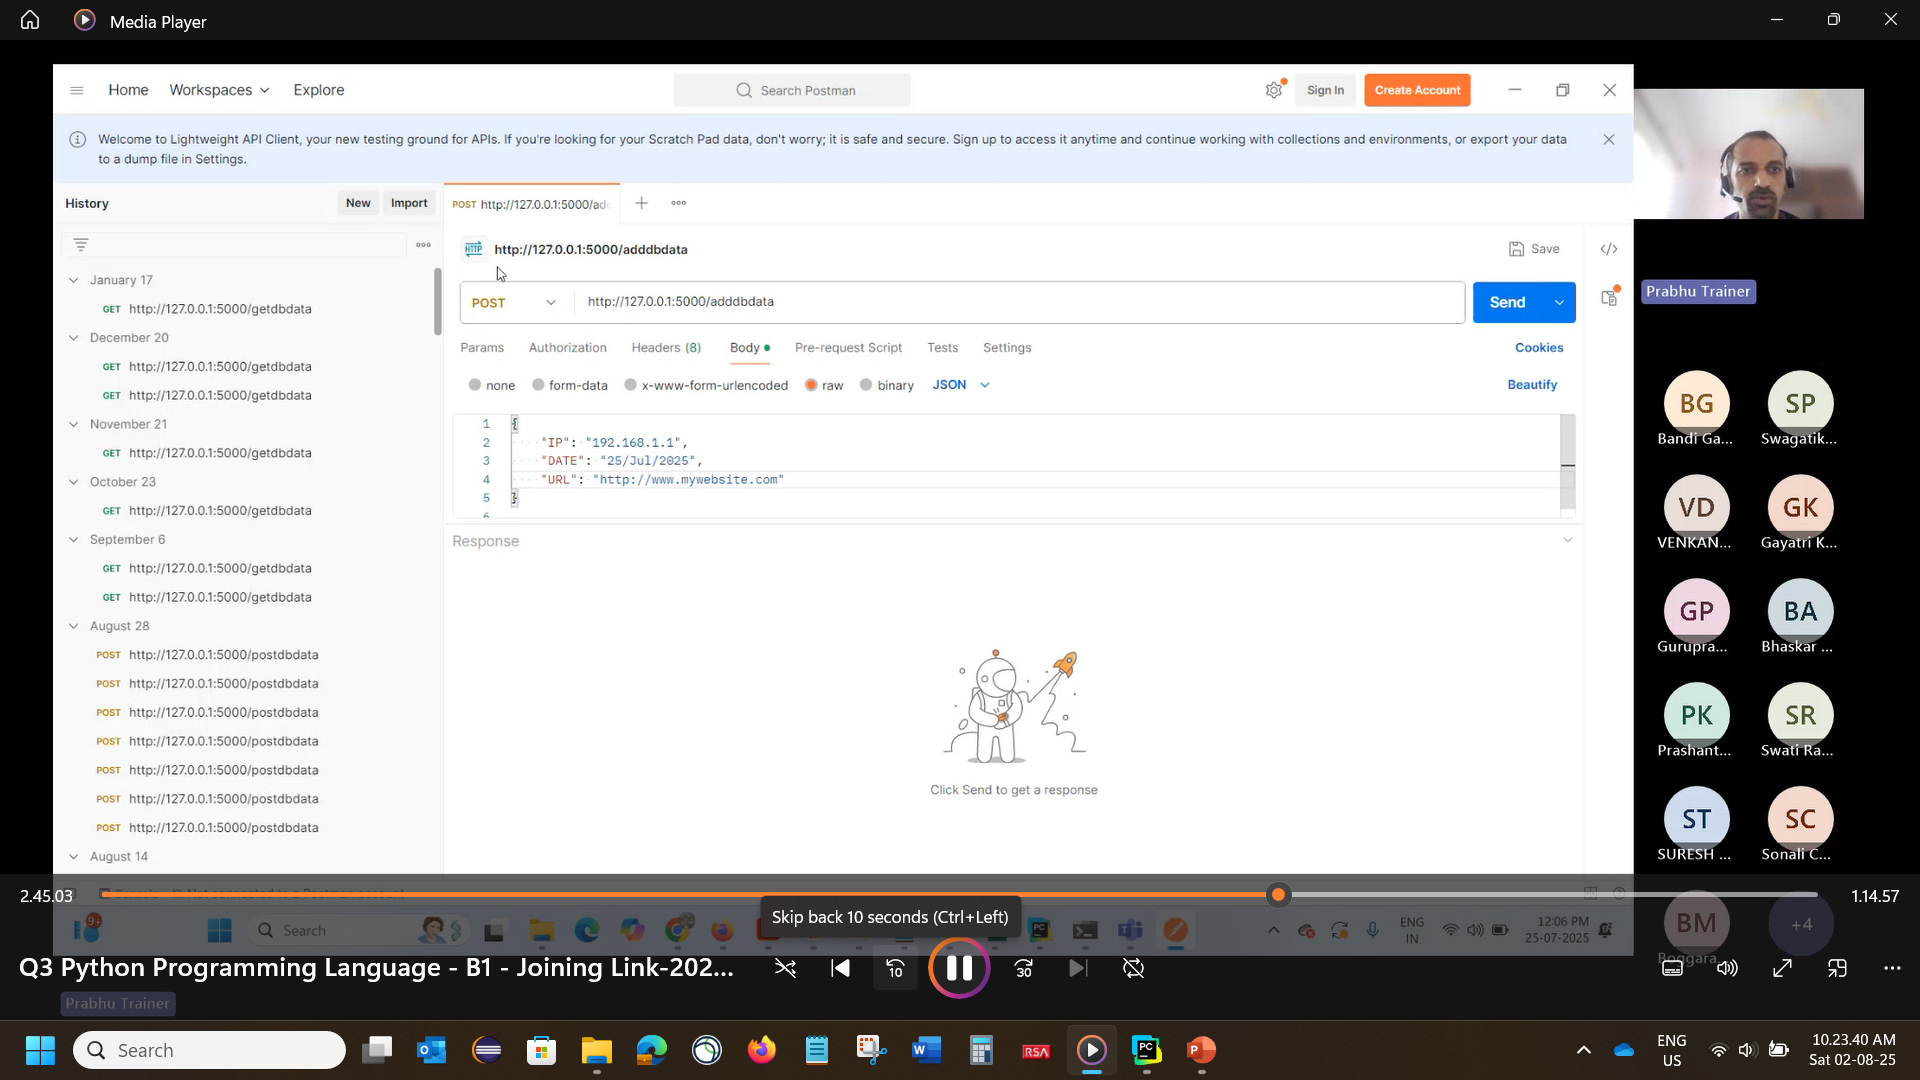 Media Player
Home Workspaces Explore
Search Postman
Sign In Create Account
Welcome to Lightweight API Client, your new testing ground for APIs. If you're looking for your Scratch Pad data, don't worry; it is safe and secure. Sign up to access it anytime and continue working with collections and environments, or export your data
to a dump file in Settings.
History New Import
POST http://127.0.0.1:5000/ad
HTTP http://127.0.0.1:5000/adddbdata
Save
POST http://127.0.0.1:5000/adddbdata Send
Params Authorization Headers (8) Body Pre-request Script Tests Settings Cookies
none form-data x-www-form-urlencoded raw binary JSON Beautify
1 {
2 "IP": "192.168.1.1",
3 "DATE": "25/Jul/2025",
4 "URL": "http://www.mywebsite.com"
5 }
6
Response
Click Send to get a response
January 17
GET http://127.0.0.1:5000/getdbdata
December 20
GET http://127.0.0.1:5000/getdbdata
GET http://127.0.0.1:5000/getdbdata
November 21
GET http://127.0.0.1:5000/getdbdata
October 23
GET http://127.0.0.1:5000/getdbdata
September 6
GET http://127.0.0.1:5000/getdbdata
GET http://127.0.0.1:5000/getdbdata
August 28
POST http://127.0.0.1:5000/postdbdata
POST http://127.0.0.1:5000/postdbdata
POST http://127.0.0.1:5000/postdbdata
POST http://127.0.0.1:5000/postdbdata
POST http://127.0.0.1:5000/postdbdata
POST http://127.0.0.1:5000/postdbdata
POST http://127.0.0.1:5000/postdbdata
August 14
Prabhu Trainer
BG SP
Bandi Ga... Swagatik...
VD GK
VENKAN... Gayatri K...
GP BA
Gurupra... Bhaskar ...
PK SR
Prashant... Swati Ra...
ST SC
SURESH ... Sonali C...
BM +4
Boggara...
2.45.03
Console Not connected to a Postman account
1.14.57
Skip back 10 seconds (Ctrl+Left)
9+
Search
ENG
IN
12:06 PM
25-07-2025
Q3 Python Programming Language - B1 - Joining Link-202...
10
30
Prabhu Trainer
Search
RSA
PC
P
ENG
US
10.23.40 AM
Sat 02-08-25